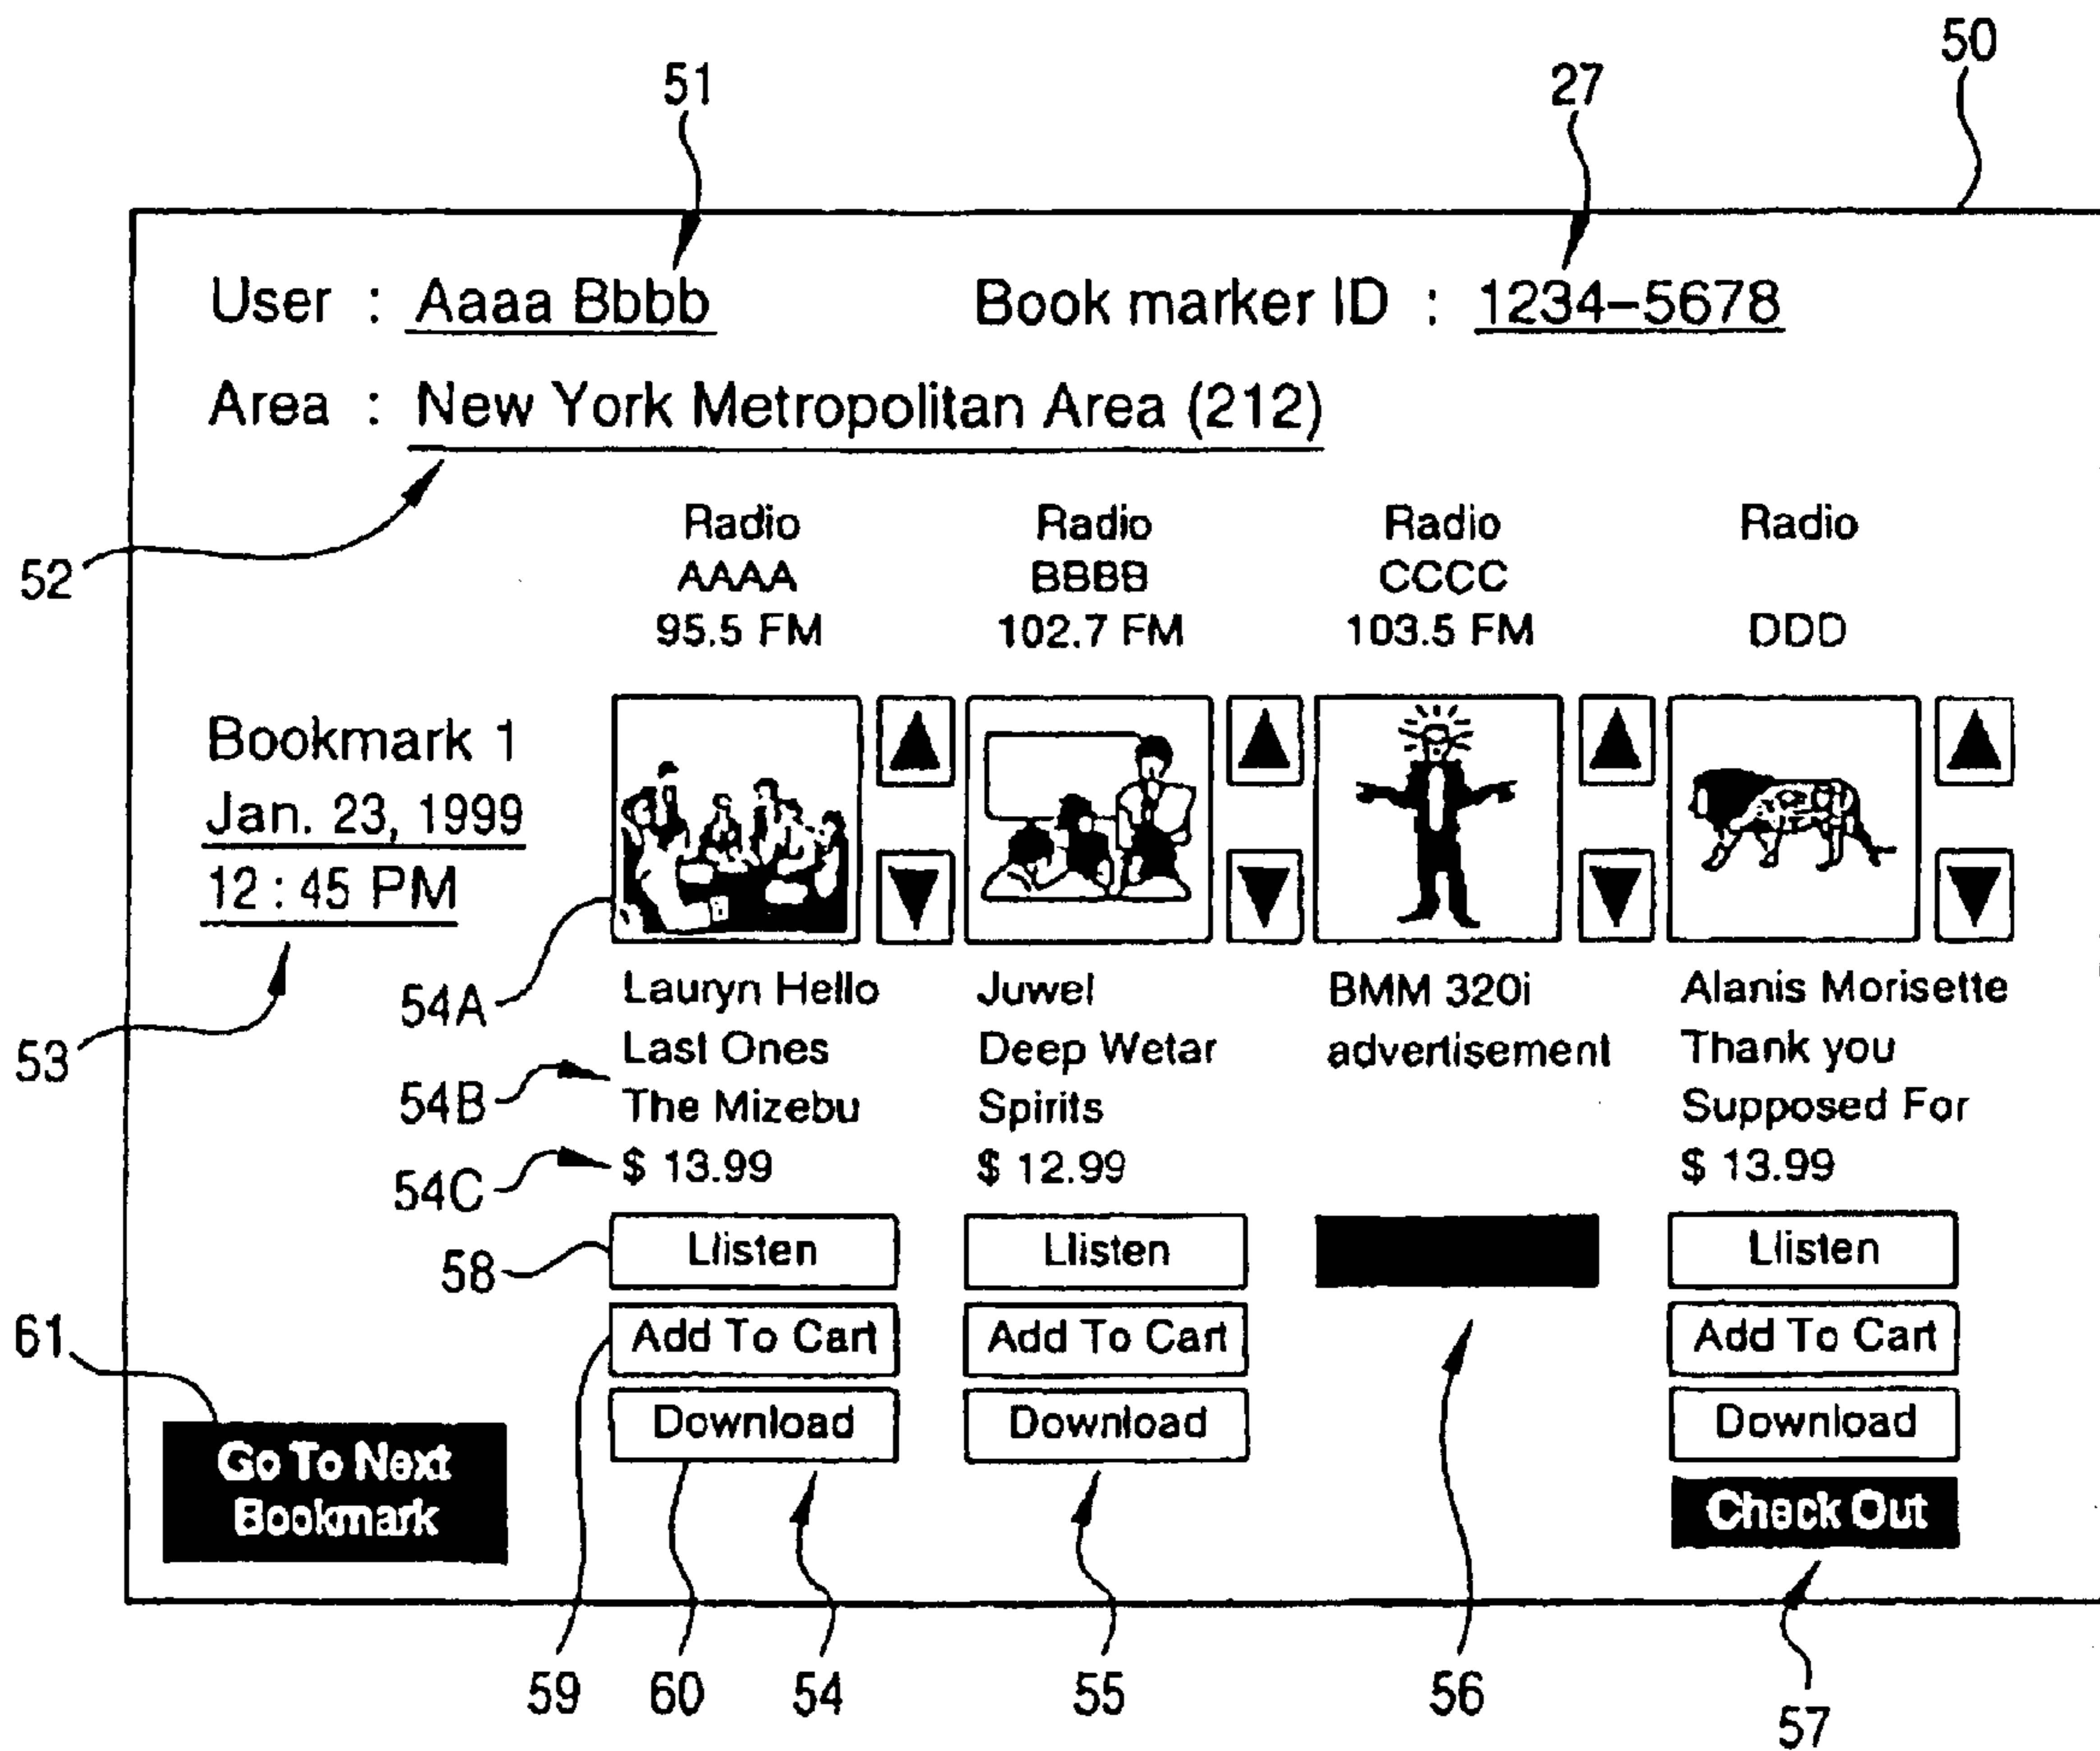 50
51
27
User : Aaaa Bbbb
Book marker ID : 1234-5678
Area : New York Metropolitan Area (212)
52
Radio
AAAA
95.5 FM
Radio
BBBB
102.7 FM
Radio
CCCC
103.5 FM
Radio
DDD
Bookmark 1
Jan. 23, 1999
12 : 45 PM
53
54A
Lauryn Hello
Last Ones
The Mizebu
$ 13.99
54B
54C
Juwel
Deep Wetar
Spirits
$ 12.99
BMM 320i
advertisement
Alanis Morisette
Thank you
Supposed For
$ 13.99
58
Llisten
Add To Cart
Download
Llisten
Add To Cart
Download
Llisten
Add To Cart
Download
61
Go To Next
Bookmark
Check Out
59
60
54
55
56
57